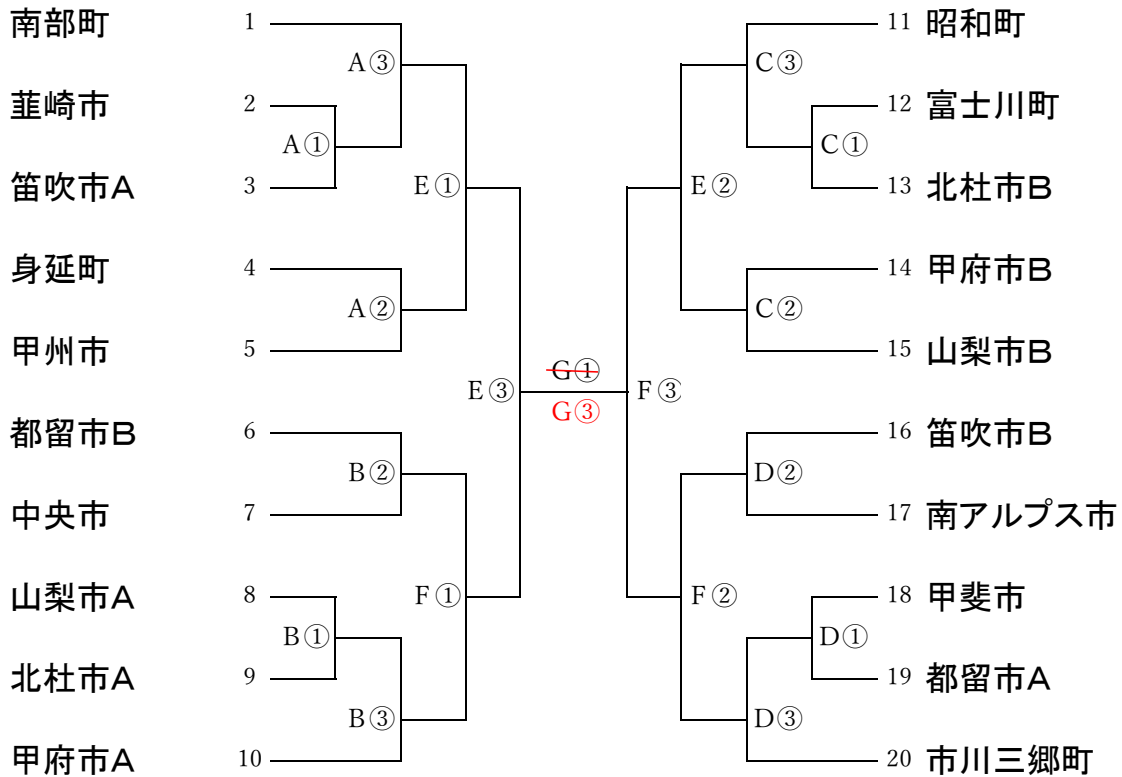 南部町 1
A③
韮崎市 2
A①
笛吹市A 3
E①
身延町 4
A②
甲州市 5
E③
都留市B 6
B②
中央市 7
F①
山梨市A 8
B①
北杜市A 9
B③
甲府市A 10
G①
G③
11 昭和町
C③
12 富士川町
C①
13 北杜市B
E②
14 甲府市B
C②
15 山梨市B
F③
16 笛吹市B
D②
17 南アルプス市
F②
18 甲斐市
D①
19 都留市A
D③
20 市川三郷町